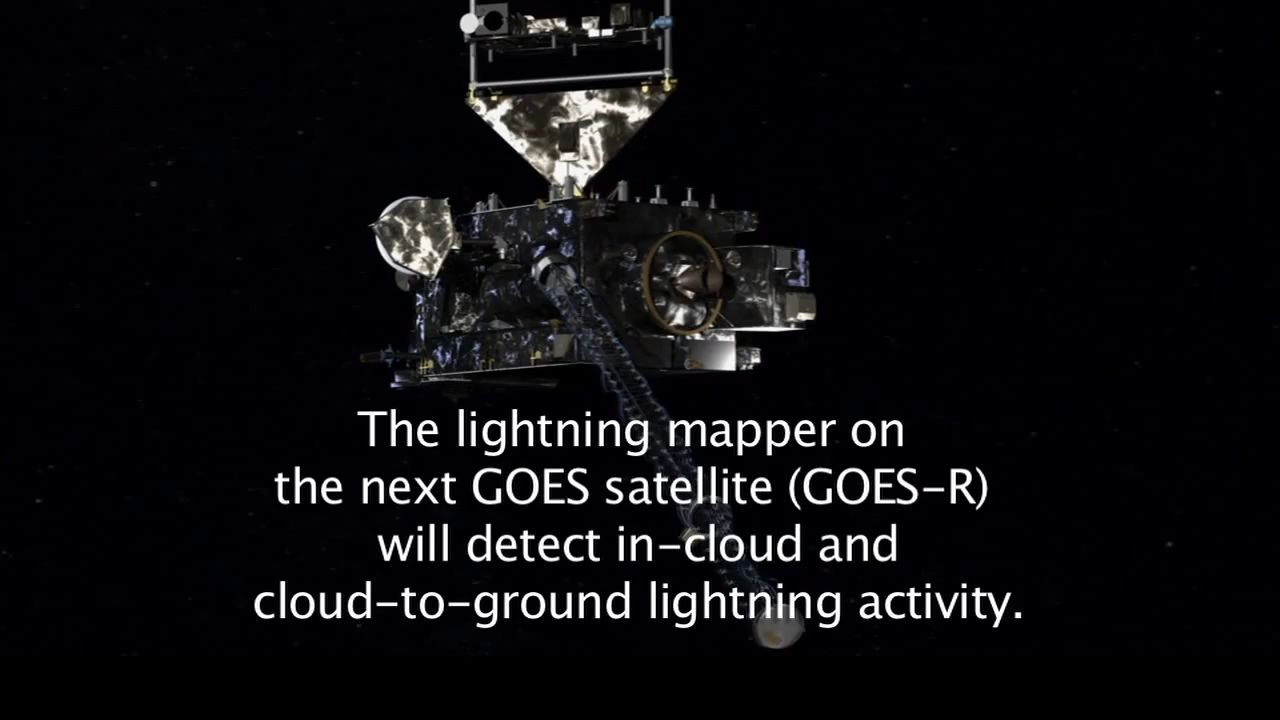 The lightning mapper on
the next GOES satellite (GOES-R)
will detect in-cloud and
cloud-to-ground lightning activity.